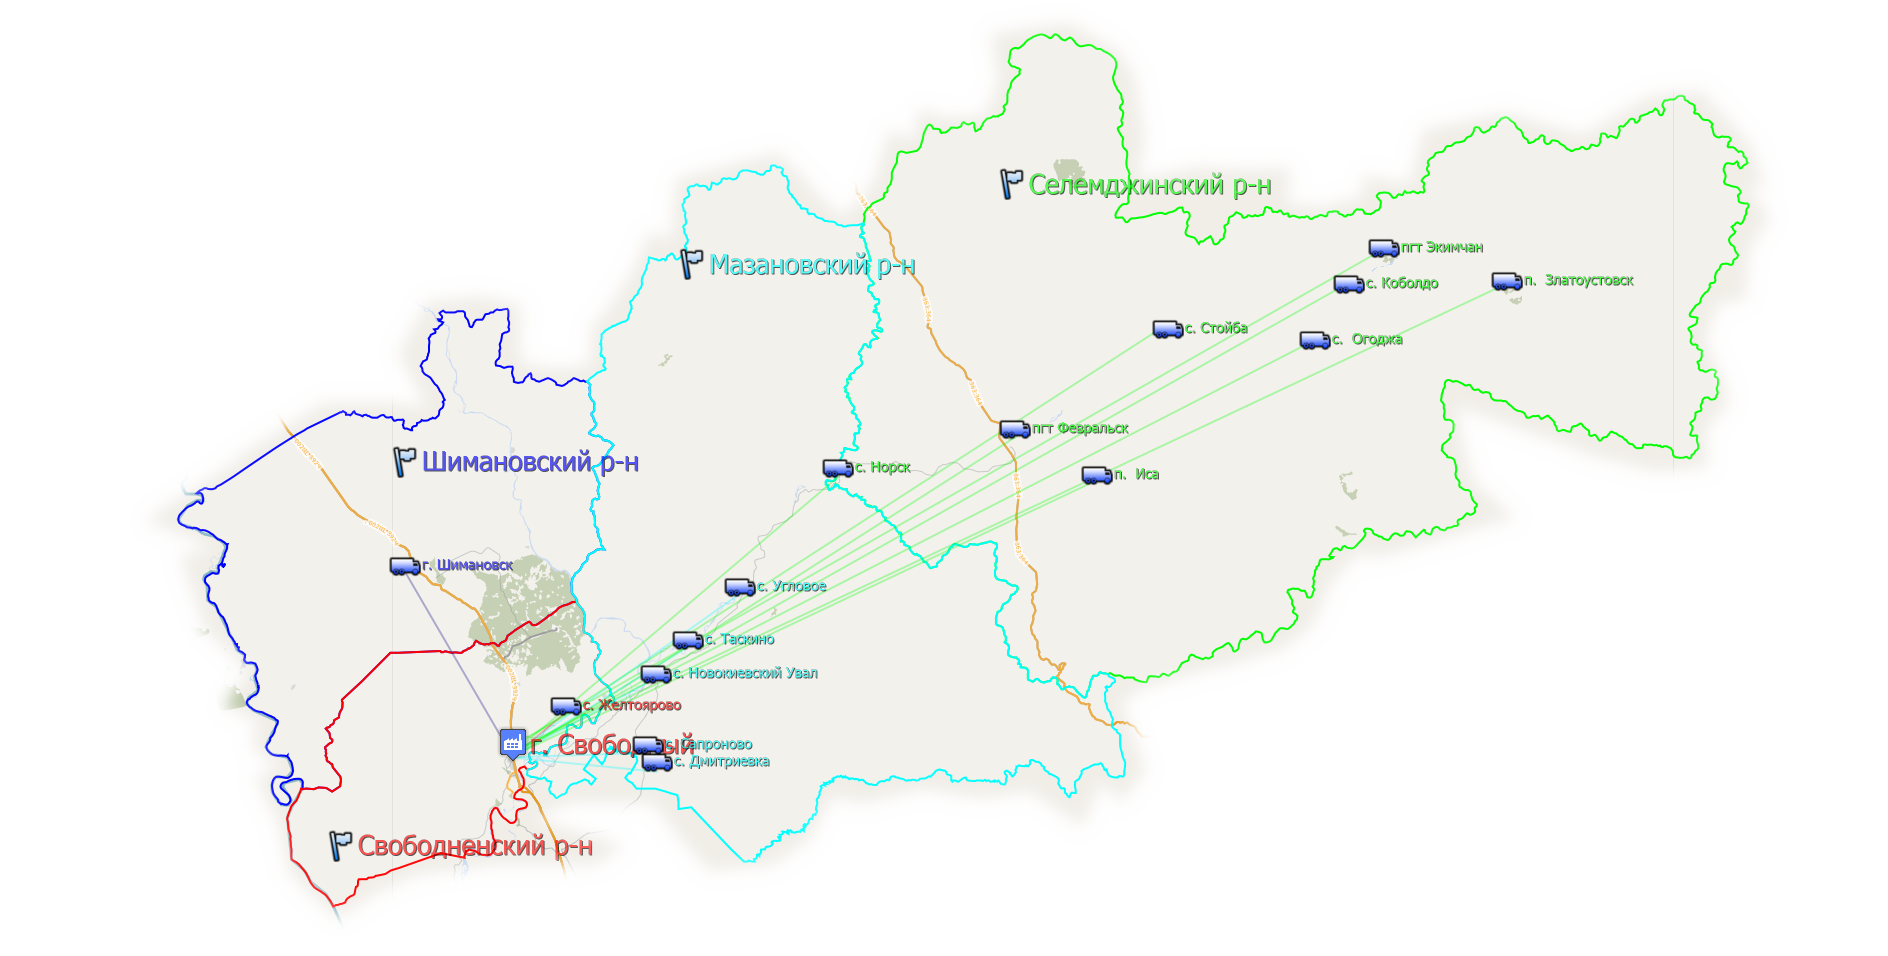 Селемджинский р-н
пгт Экимчан
Мазановский р-н
с. Коболдо
п. Златоустовск
с. Стойба
с. Огоджа
пгт Февральск
Шимановский р-н
с. Норск
п. Иса
г. Шимановск
с. Угловое
с. Таскино
с. Новокиевский Увал
с. Желтоярово
г. Свободный
с. Сапроново
с. Дмитриевка
Свободненский р-н